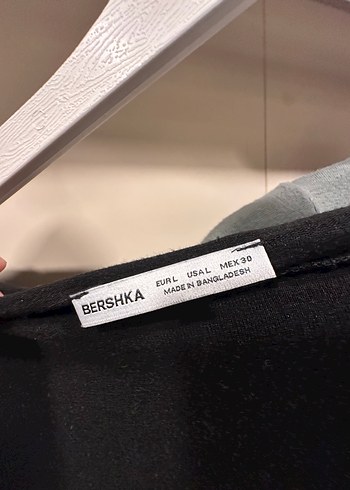 BERSHKA
EUR L USA L MEX 30
MADE IN BANGLADESH